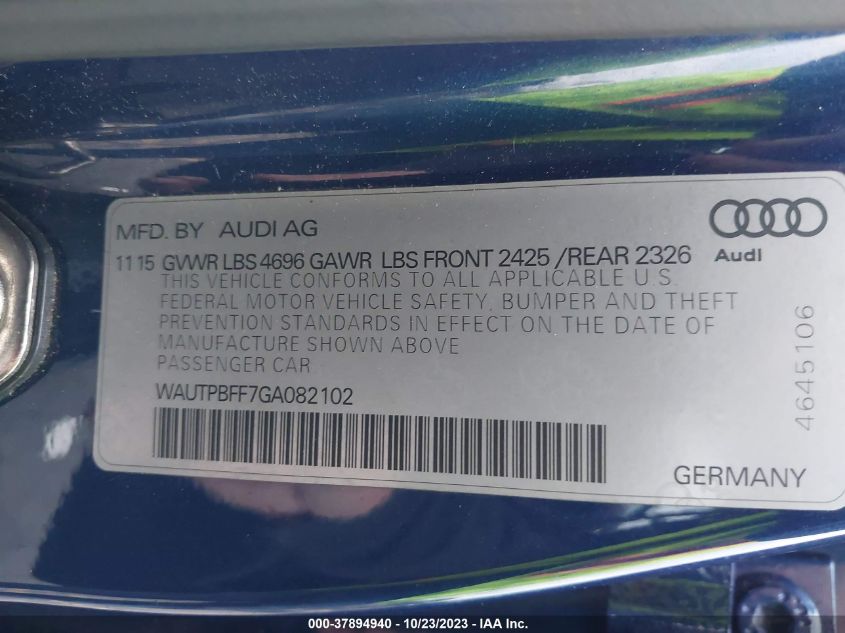 MFD. BY AUDI AG
Audi
1115 GVWR LBS 4696 GAWR LBS FRONT 2425 /REAR 2326
THIS VEHICLE CONFORMS TO ALL APPLICABLE U.S.
FEDERAL MOTOR VEHICLE SAFETY, BUMPER AND THEFT
PREVENTION STANDARDS IN EFFECT ON THE DATE OF
MANUFACTURE SHOWN ABOVE
PASSENGER CAR
WAUTPBFF7GA082102
4645106
GERMANY
000-37894940 - 10/23/2023 - IAA Inc.